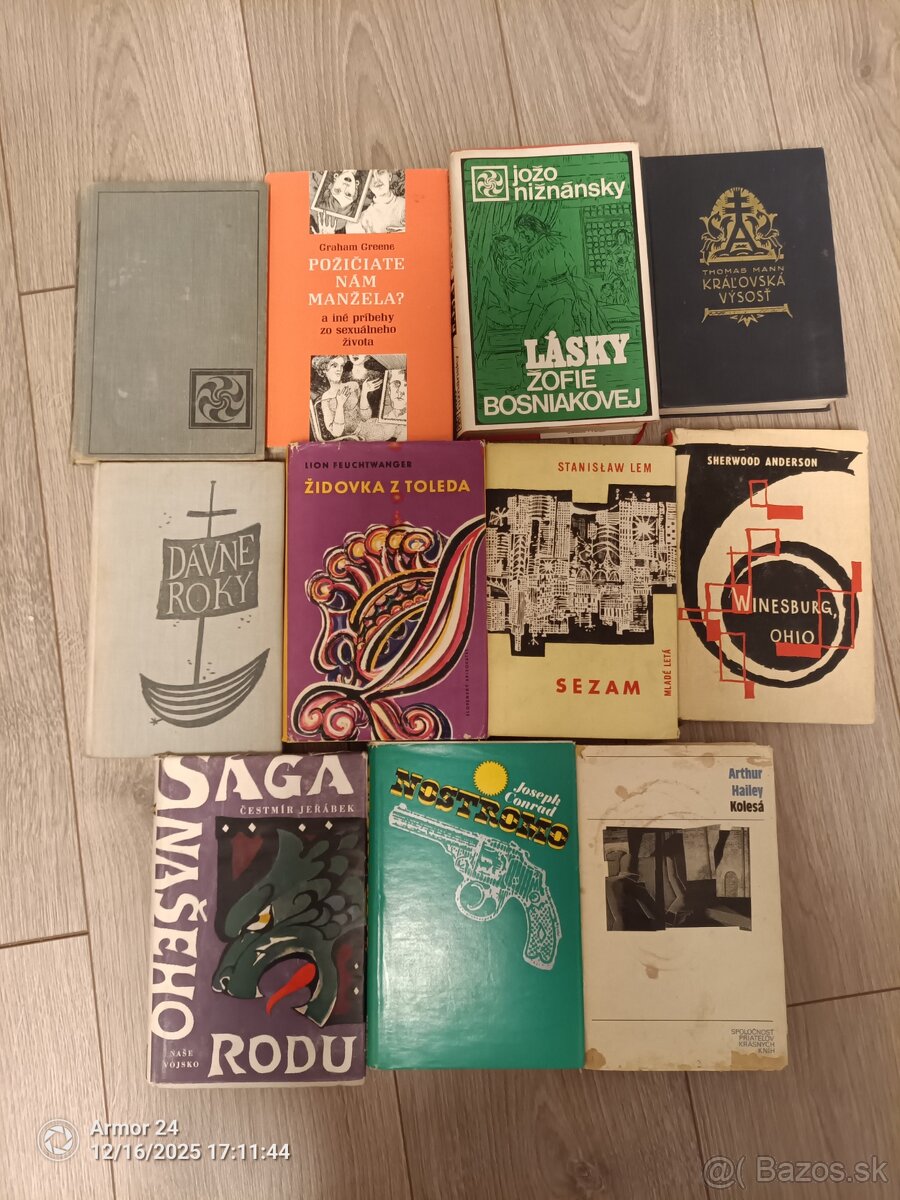 Graham Greene
POŽIČIATE
NÁM
MANŽELA?
a iné príbehy
zo sexuálneho
života
jožo
nižnánsky
LÁSKY
ŽOFIE
BOSNIAKOVEJ
THOMAS MANN
KRÁĽOVSKÁ
VÝSOSŤ
DÁVNE
ROKY
LION FEUCHTWANGER
ŽIDOVKA Z TOLEDA
STANISŁAW LEM
SEZAM
MLADÉ LETÁ
SHERWOOD ANDERSON
WINESBURG,
OHIO
SÁGA
ČESTMÍR JEŘÁBEK
NAŠEHO
RODU
NAŠE
VOJSKO
Joseph
Conrad
NOSTROMO
Arthur
Hailey
Kolesá
SPOLOČNOSŤ
PRIATEĽOV
KRÁSNYCH
KNÍH
Armor 24
12/16/2025 17:11:44
@( Bazos.sk